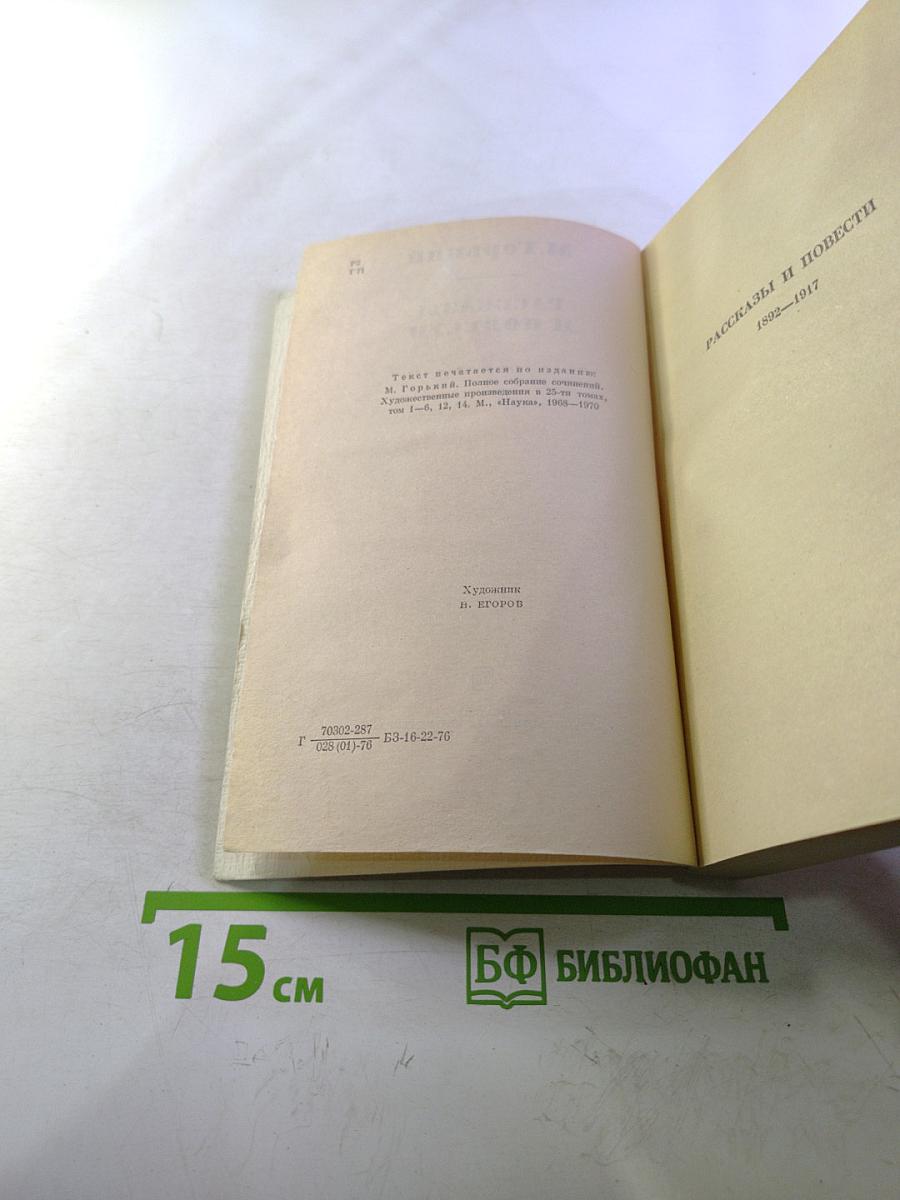 Р2
Г71
Текст печатается по изданию:
М. Горький. Полное собрание сочинений.
Художественные произведения в 25-ти томах,
том 1—6, 12, 14. М., «Наука», 1968—1970
Художник
В. ЕГОРОВ
70302-287
Г БЗ-16-22-76
028 (01)-76
РАССКАЗЫ И ПОВЕСТИ
1892—1917
15 см
БФ БИБЛИОФАН